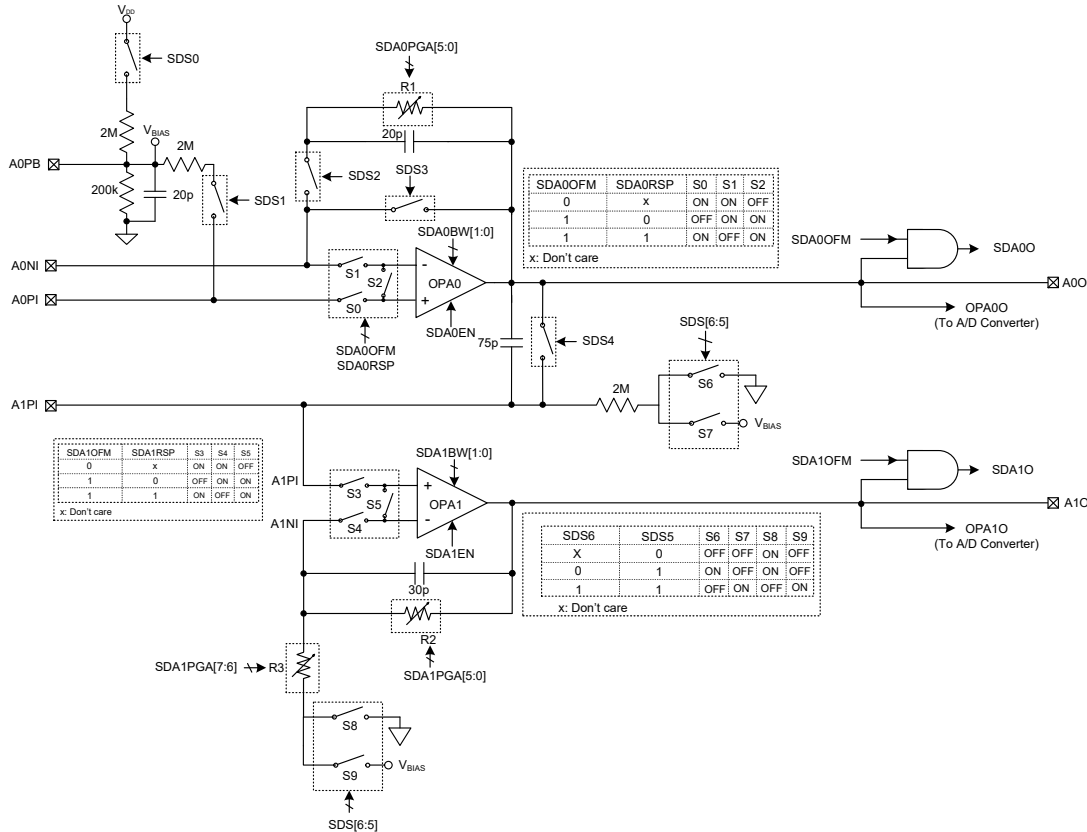 VDD
SDS0
2M
VBIAS
2M
A0PB
200k
20p
SDS1
SDA0PGA[5:0]
R1
20p
SDS2
SDS3
SDA0BW[1:0]
A0NI
S1
-
S2
OPA0
A0PI
S0
+
SDA0EN
SDA0OFM
SDA0RSP
SDA0OFM SDA0RSP S0 S1 S2
0 x ON ON OFF
1 0 OFF ON ON
1 1 ON OFF ON
x: Don't care
SDA0OFM
SDA0O
A0O
OPA0O
(To A/D Converter)
75p
SDS4
SDS[6:5]
S6
2M
S7
VBIAS
A1PI
SDA1OFM SDA1RSP S3 S4 S5
0 x ON ON OFF
1 0 OFF ON ON
1 1 ON OFF ON
x: Don't care
SDA1BW[1:0]
A1PI
S3
+
S5
OPA1
A1NI
S4
-
SDA1EN
SDA1OFM
SDA1O
A1O
OPA1O
(To A/D Converter)
SDS6 SDS5 S6 S7 S8 S9
X 0 OFF OFF ON OFF
0 1 ON OFF ON OFF
1 1 OFF ON OFF ON
x: Don't care
30p
R2
SDA1PGA[5:0]
SDA1PGA[7:6]
R3
S8
S9
VBIAS
SDS[6:5]